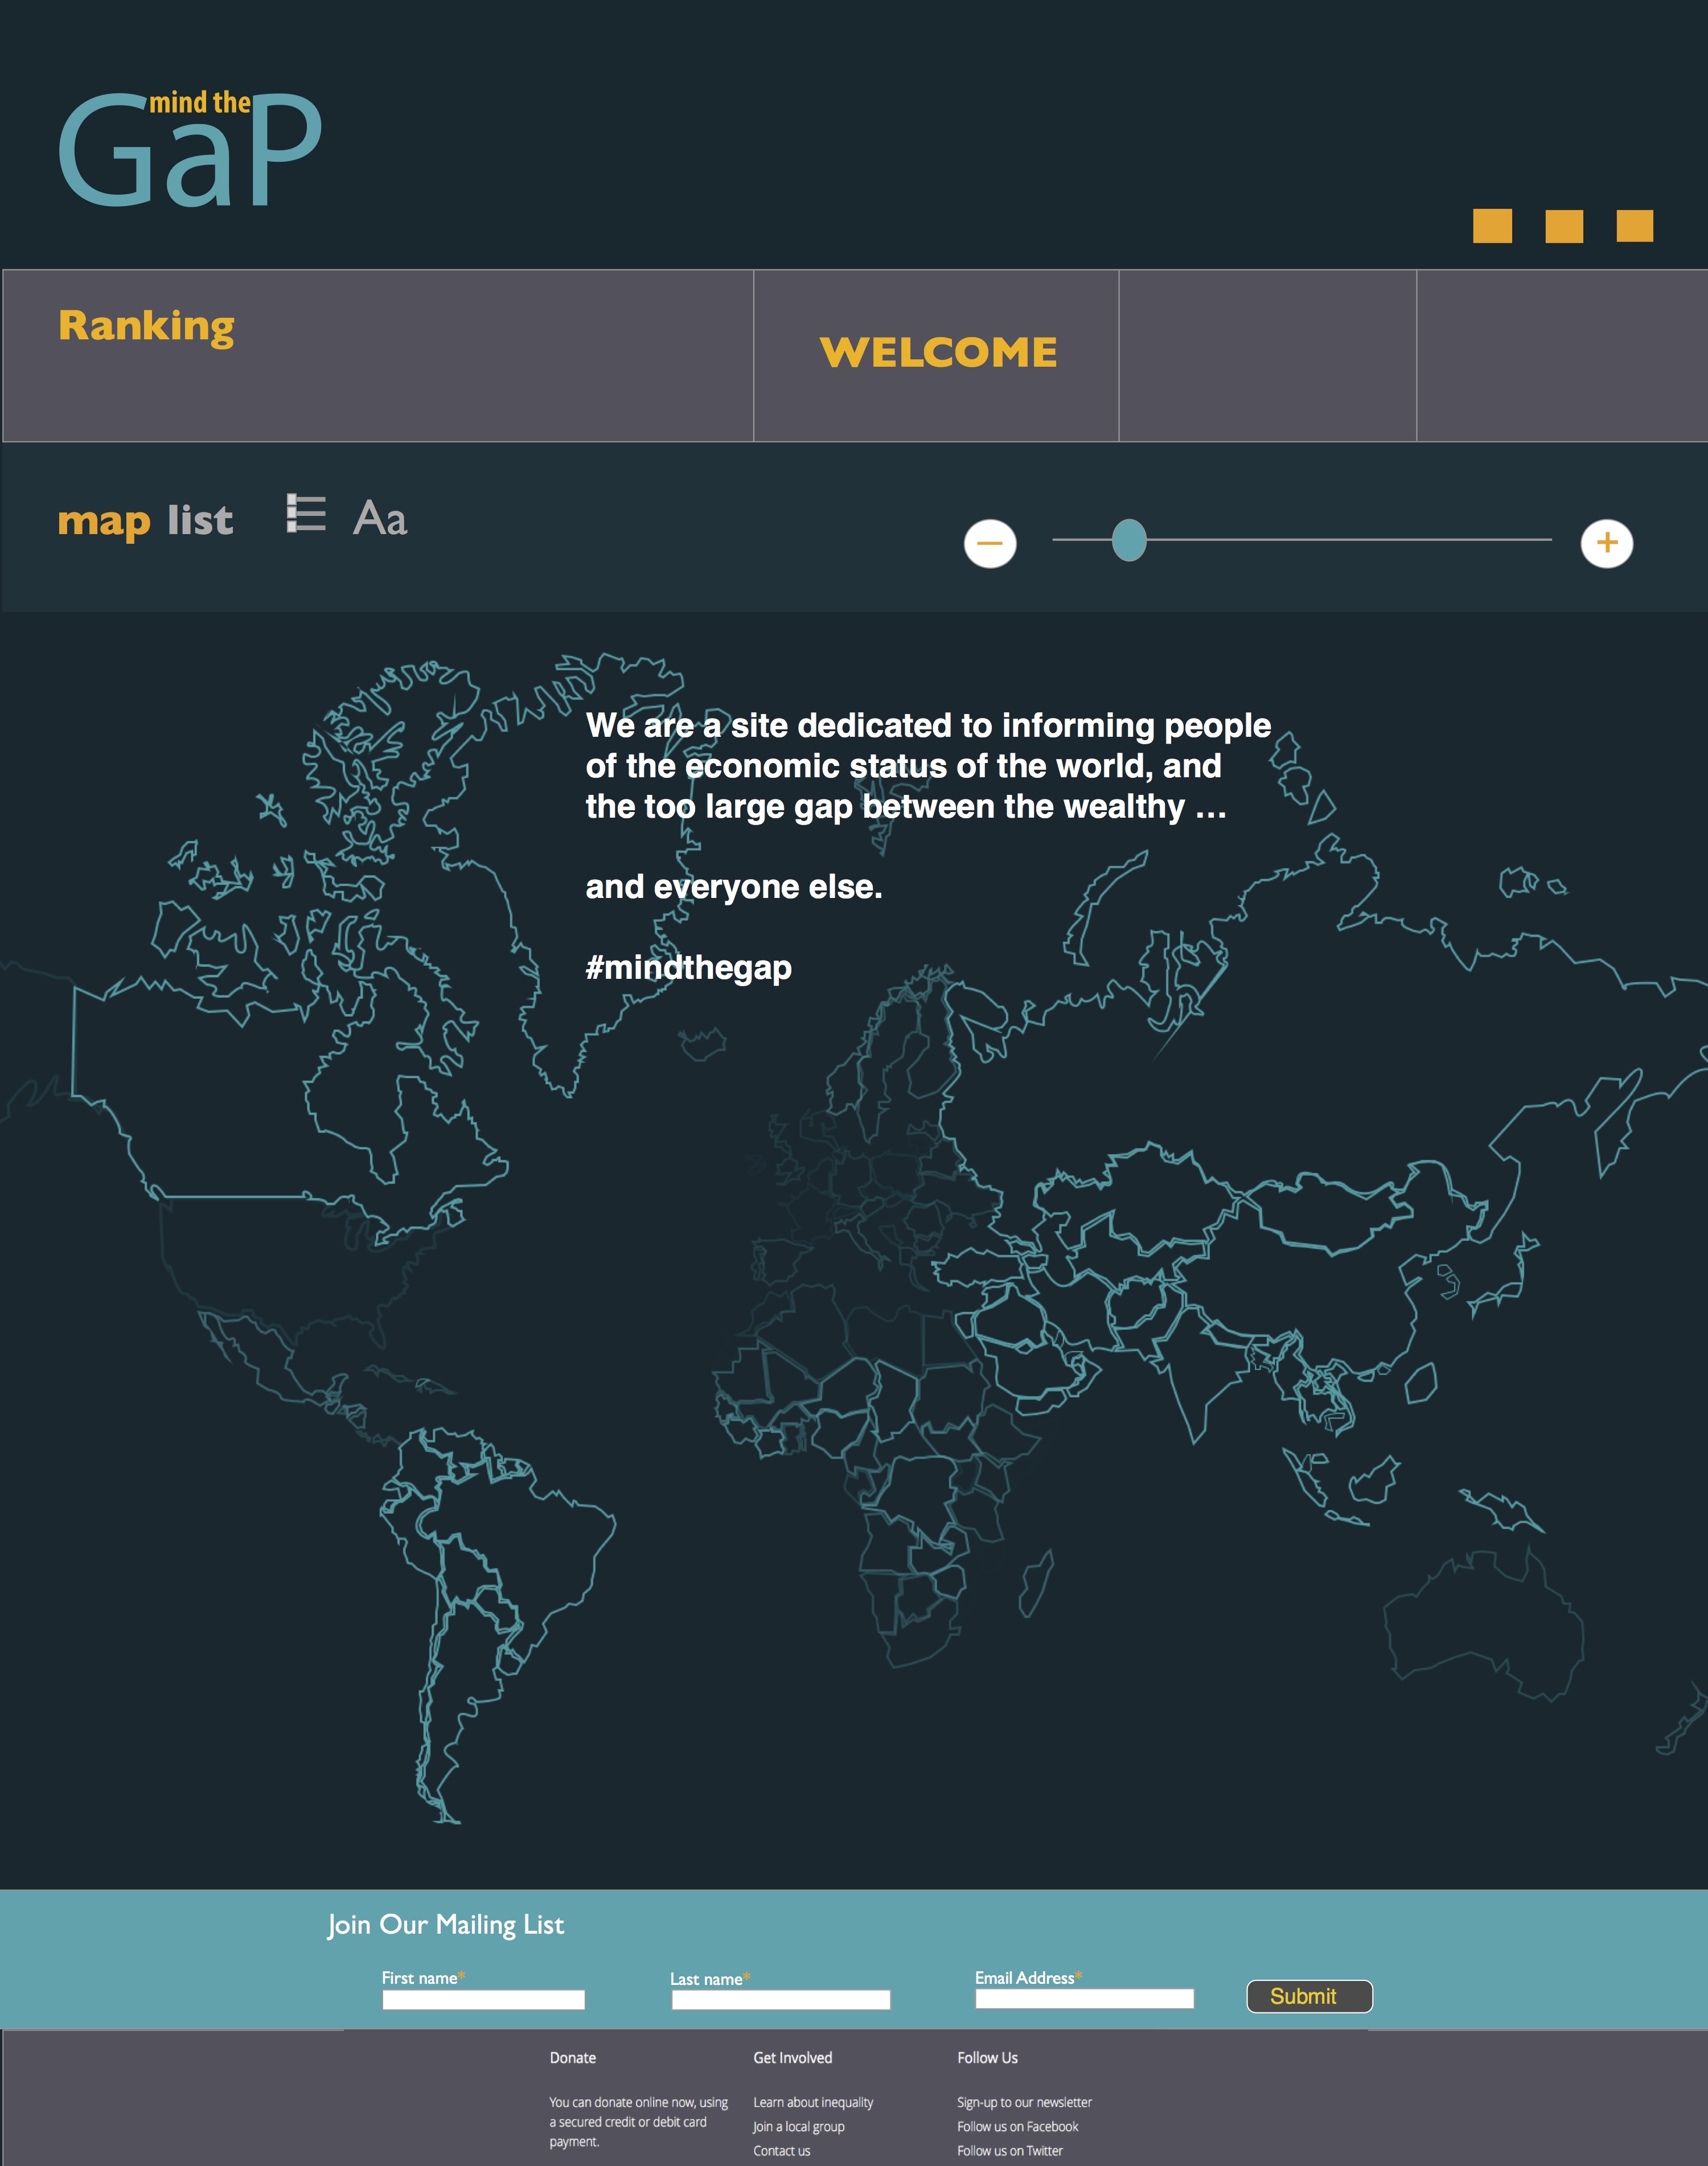 mind the
GaP
Ranking
WELCOME
map list Aa
We are a site dedicated to informing people
of the economic status of the world, and
the too large gap between the wealthy ...
and everyone else.
#mindthegap
Join Our Mailing List
First name*
Last name*
Email Address*
Submit
Donate
You can donate online now, using
a secured credit or debit card
payment.
Get Involved
Learn about inequality
Join a local group
Contact us
Follow Us
Sign-up to our newsletter
Follow us on Facebook
Follow us on Twitter